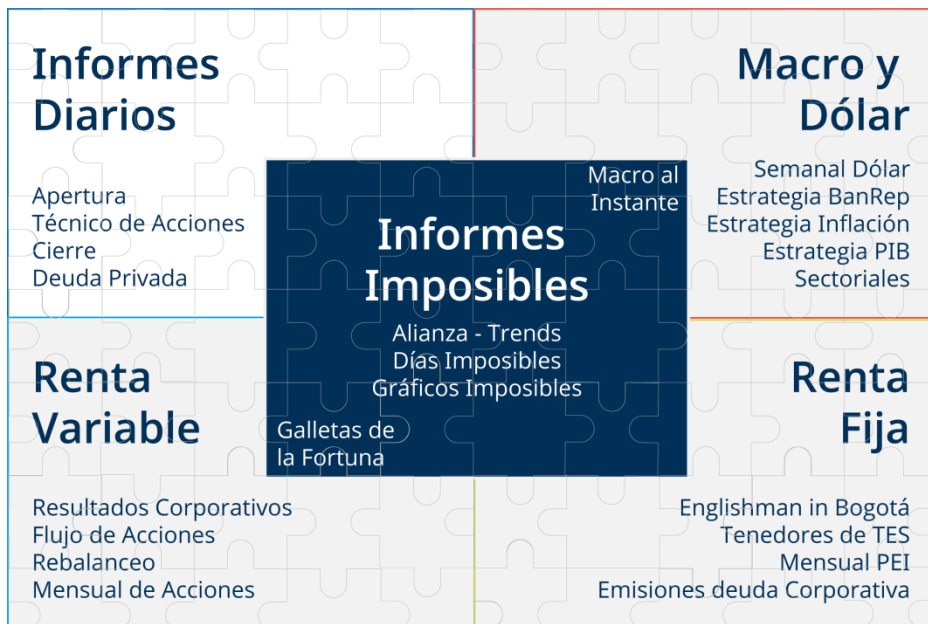 Informes
Diarios
Apertura
Técnico de Acciones
Cierre
Deuda Privada
Macro y
Dólar
Semanal Dólar
Estrategia BanRep
Estrategia Inflación
Estrategia PIB
Sectoriales
Macro al
Instante
Informes
Imposibles
Alianza - Trends
Días Imposibles
Gráficos Imposibles
Galletas de
la Fortuna
Renta
Variable
Resultados Corporativos
Flujo de Acciones
Rebalanceo
Mensual de Acciones
Renta
Fija
Englishman in Bogotá
Tenedores de TES
Mensual PEI
Emisiones deuda Corporativa